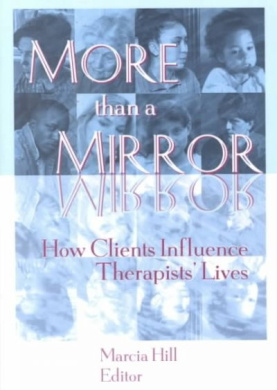 MORE
than a
MIRROR
MIRROR
How Clients Influence
Therapists' Lives
Marcia Hill
Editor